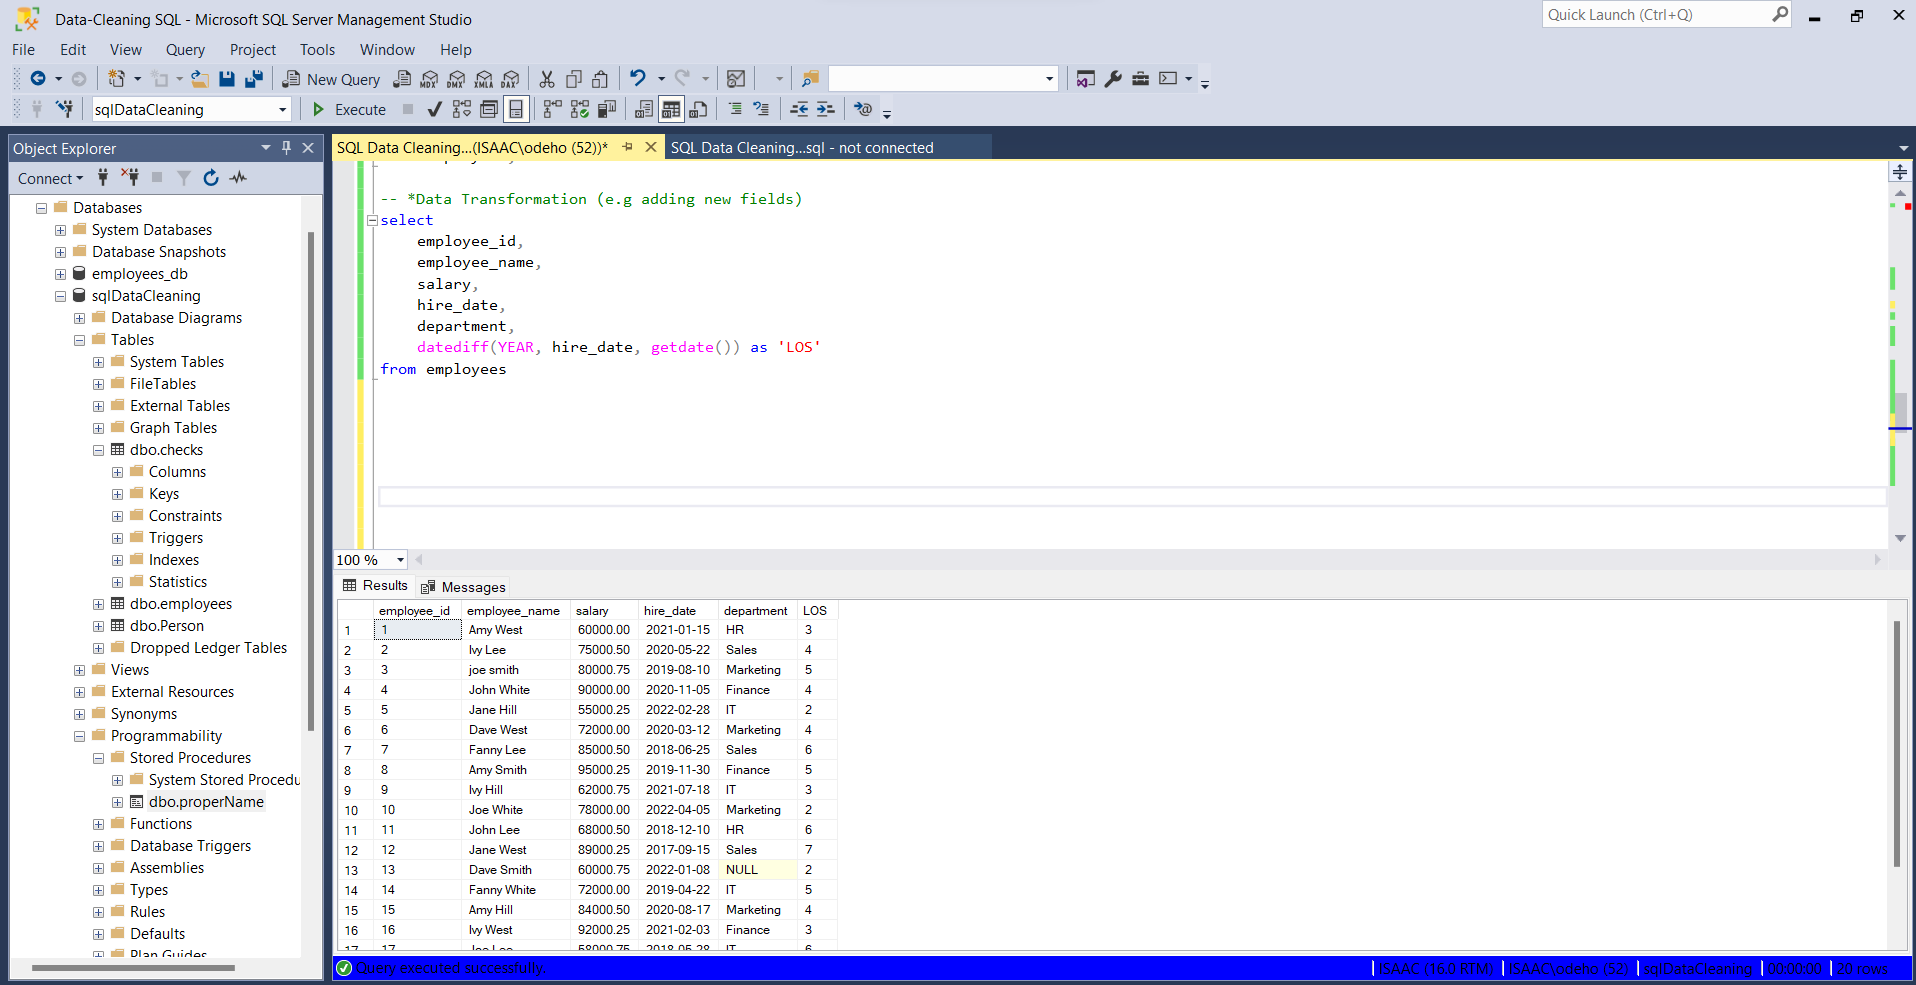 Data-Cleaning SQL - Microsoft SQL Server Management Studio
Quick Launch (Ctrl+Q)
File Edit View Query Project Tools Window Help
New Query MDX DMX XMLA DAX
sqlDataCleaning Execute
Object Explorer
SQL Data Cleaning...(ISAAC\odeho (52))* SQL Data Cleaning...sql - not connected
Connect
Databases
System Databases
Database Snapshots
employees_db
sqlDataCleaning
Database Diagrams
Tables
System Tables
FileTables
External Tables
Graph Tables
dbo.checks
Columns
Keys
Constraints
Triggers
Indexes
Statistics
dbo.employees
dbo.Person
Dropped Ledger Tables
Views
External Resources
Synonyms
Programmability
Stored Procedures
System Stored Procedu
dbo.properName
Functions
Database Triggers
Assemblies
Types
Rules
Defaults
Plan Guides
-- *Data Transformation (e.g adding new fields)
select
employee_id,
employee_name,
salary,
hire_date,
department,
datediff(YEAR, hire_date, getdate()) as 'LOS'
from employees
100 %
Results Messages
employee_id employee_name salary hire_date department LOS
1 1 Amy West 60000.00 2021-01-15 HR 3
2 2 Ivy Lee 75000.50 2020-05-22 Sales 4
3 3 joe smith 80000.75 2019-08-10 Marketing 5
4 4 John White 90000.00 2020-11-05 Finance 4
5 5 Jane Hill 55000.25 2022-02-28 IT 2
6 6 Dave West 72000.00 2020-03-12 Marketing 4
7 7 Fanny Lee 85000.50 2018-06-25 Sales 6
8 8 Amy Smith 95000.25 2019-11-30 Finance 5
9 9 Ivy Hill 62000.75 2021-07-18 IT 3
10 10 Joe White 78000.00 2022-04-05 Marketing 2
11 11 John Lee 68000.50 2018-12-10 HR 6
12 12 Jane West 89000.25 2017-09-15 Sales 7
13 13 Dave Smith 60000.75 2022-01-08 NULL 2
14 14 Fanny White 72000.00 2019-04-22 IT 5
15 15 Amy Hill 84000.50 2020-08-17 Marketing 4
16 16 Ivy West 92000.25 2021-02-03 Finance 3
17 17 Joe Lee 58000.75 2018-05-28 IT 6
Query executed successfully. ISAAC (16.0 RTM) ISAAC\odeho (52) sqlDataCleaning 00:00:00 20 rows